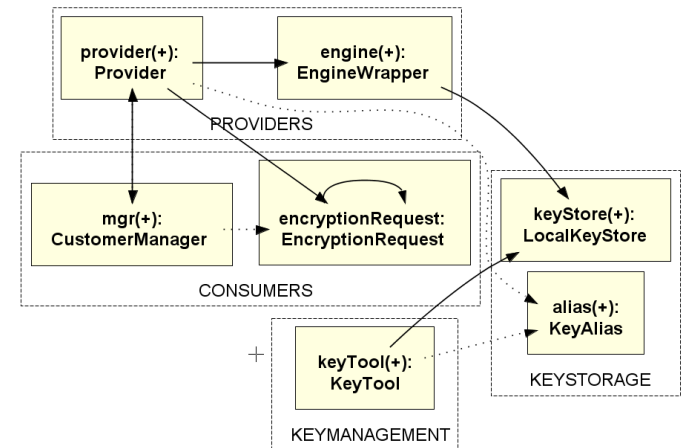 provider(+):
Provider
engine(+):
EngineWrapper
PROVIDERS
mgr(+):
CustomerManager
encryptionRequest:
EncryptionRequest
CONSUMERS
keyStore(+):
LocalKeyStore
alias(+):
KeyAlias
KEYSTORAGE
keyTool(+):
KeyTool
KEYMANAGEMENT